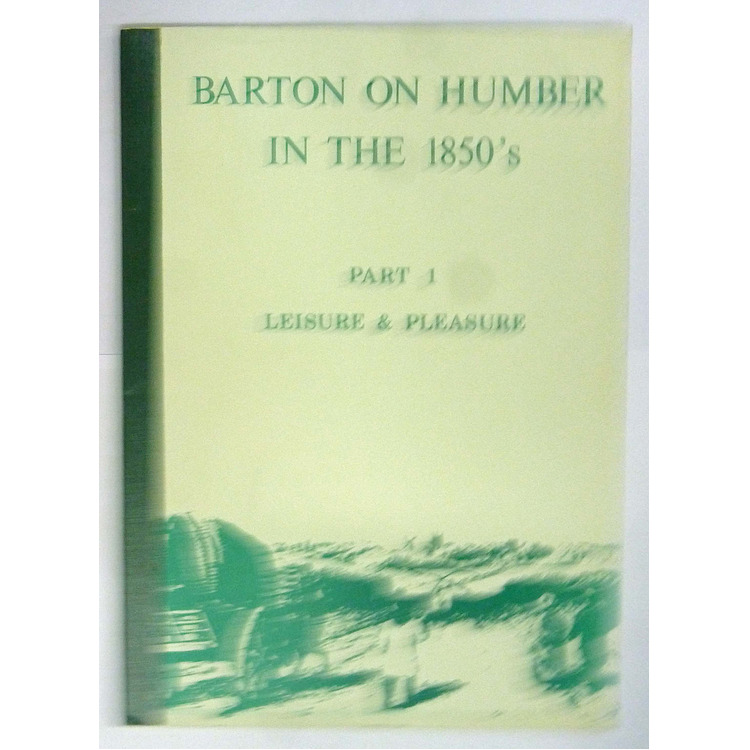 BARTON ON HUMBER
IN THE 1850's
PART 1
LEISURE & PLEASURE